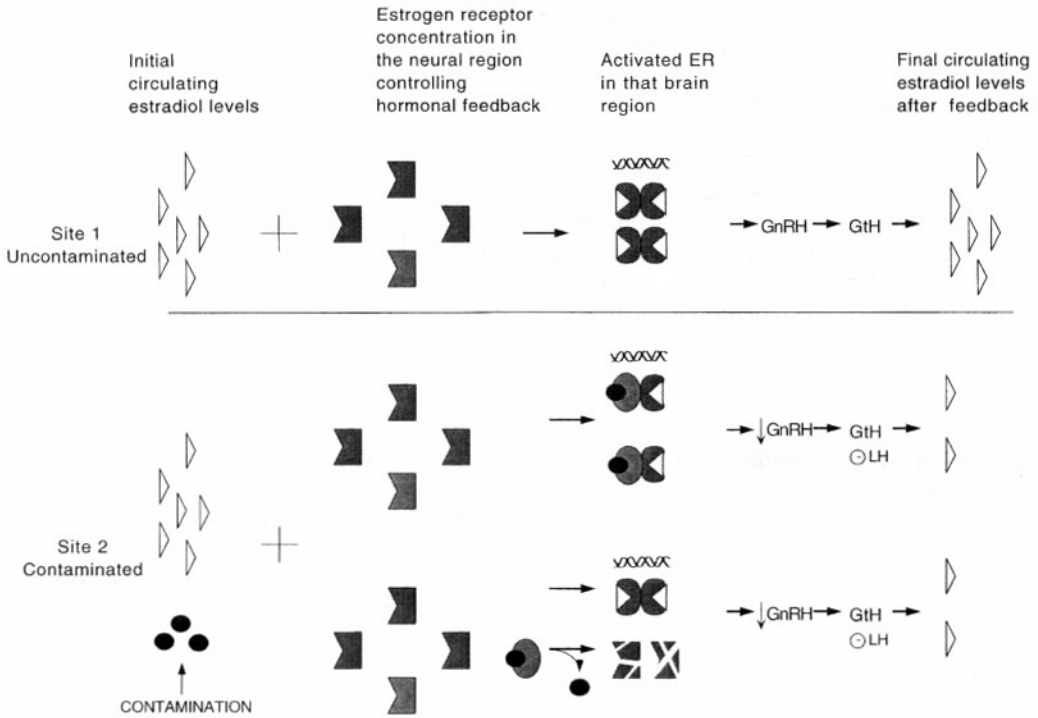 Initial
circulating
estradiol levels
Estrogen receptor
concentration in
the neural region
controlling
hormonal feedback
Activated ER
in that brain
region
Final circulating
estradiol levels
after feedback
Site 1
Uncontaminated
GnRH
GtH
Site 2
Contaminated
GnRH
GtH
LH
GnRH
GtH
LH
CONTAMINATION